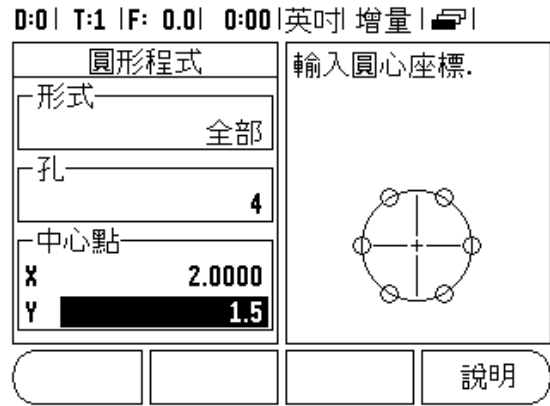 D:0| T:1 |F: 0.0| 0:00|英吋| 增量|
圓形程式
形式
全部
孔
4
中心點
X 2.0000
Y 1.5
輸入圓心座標.
說明